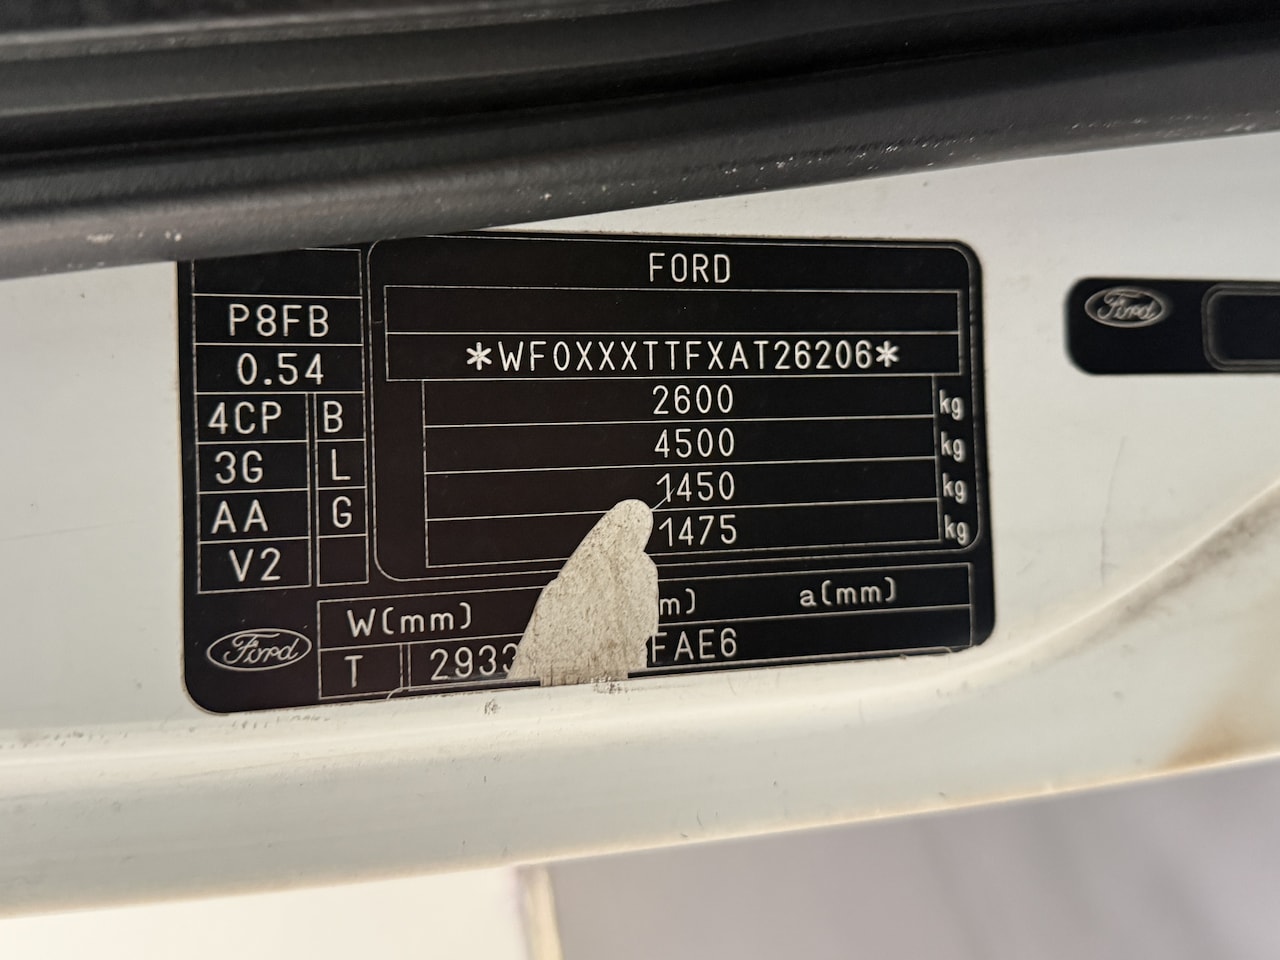 FORD
P8FB
*WF0XXXTTFXAT26206*
0.54
2600 kg
4CP B
4500 kg
3G L
1450 kg
AA G
1475 kg
V2
W(mm) m) a(mm)
Ford
T 2933 FAE6
Ford